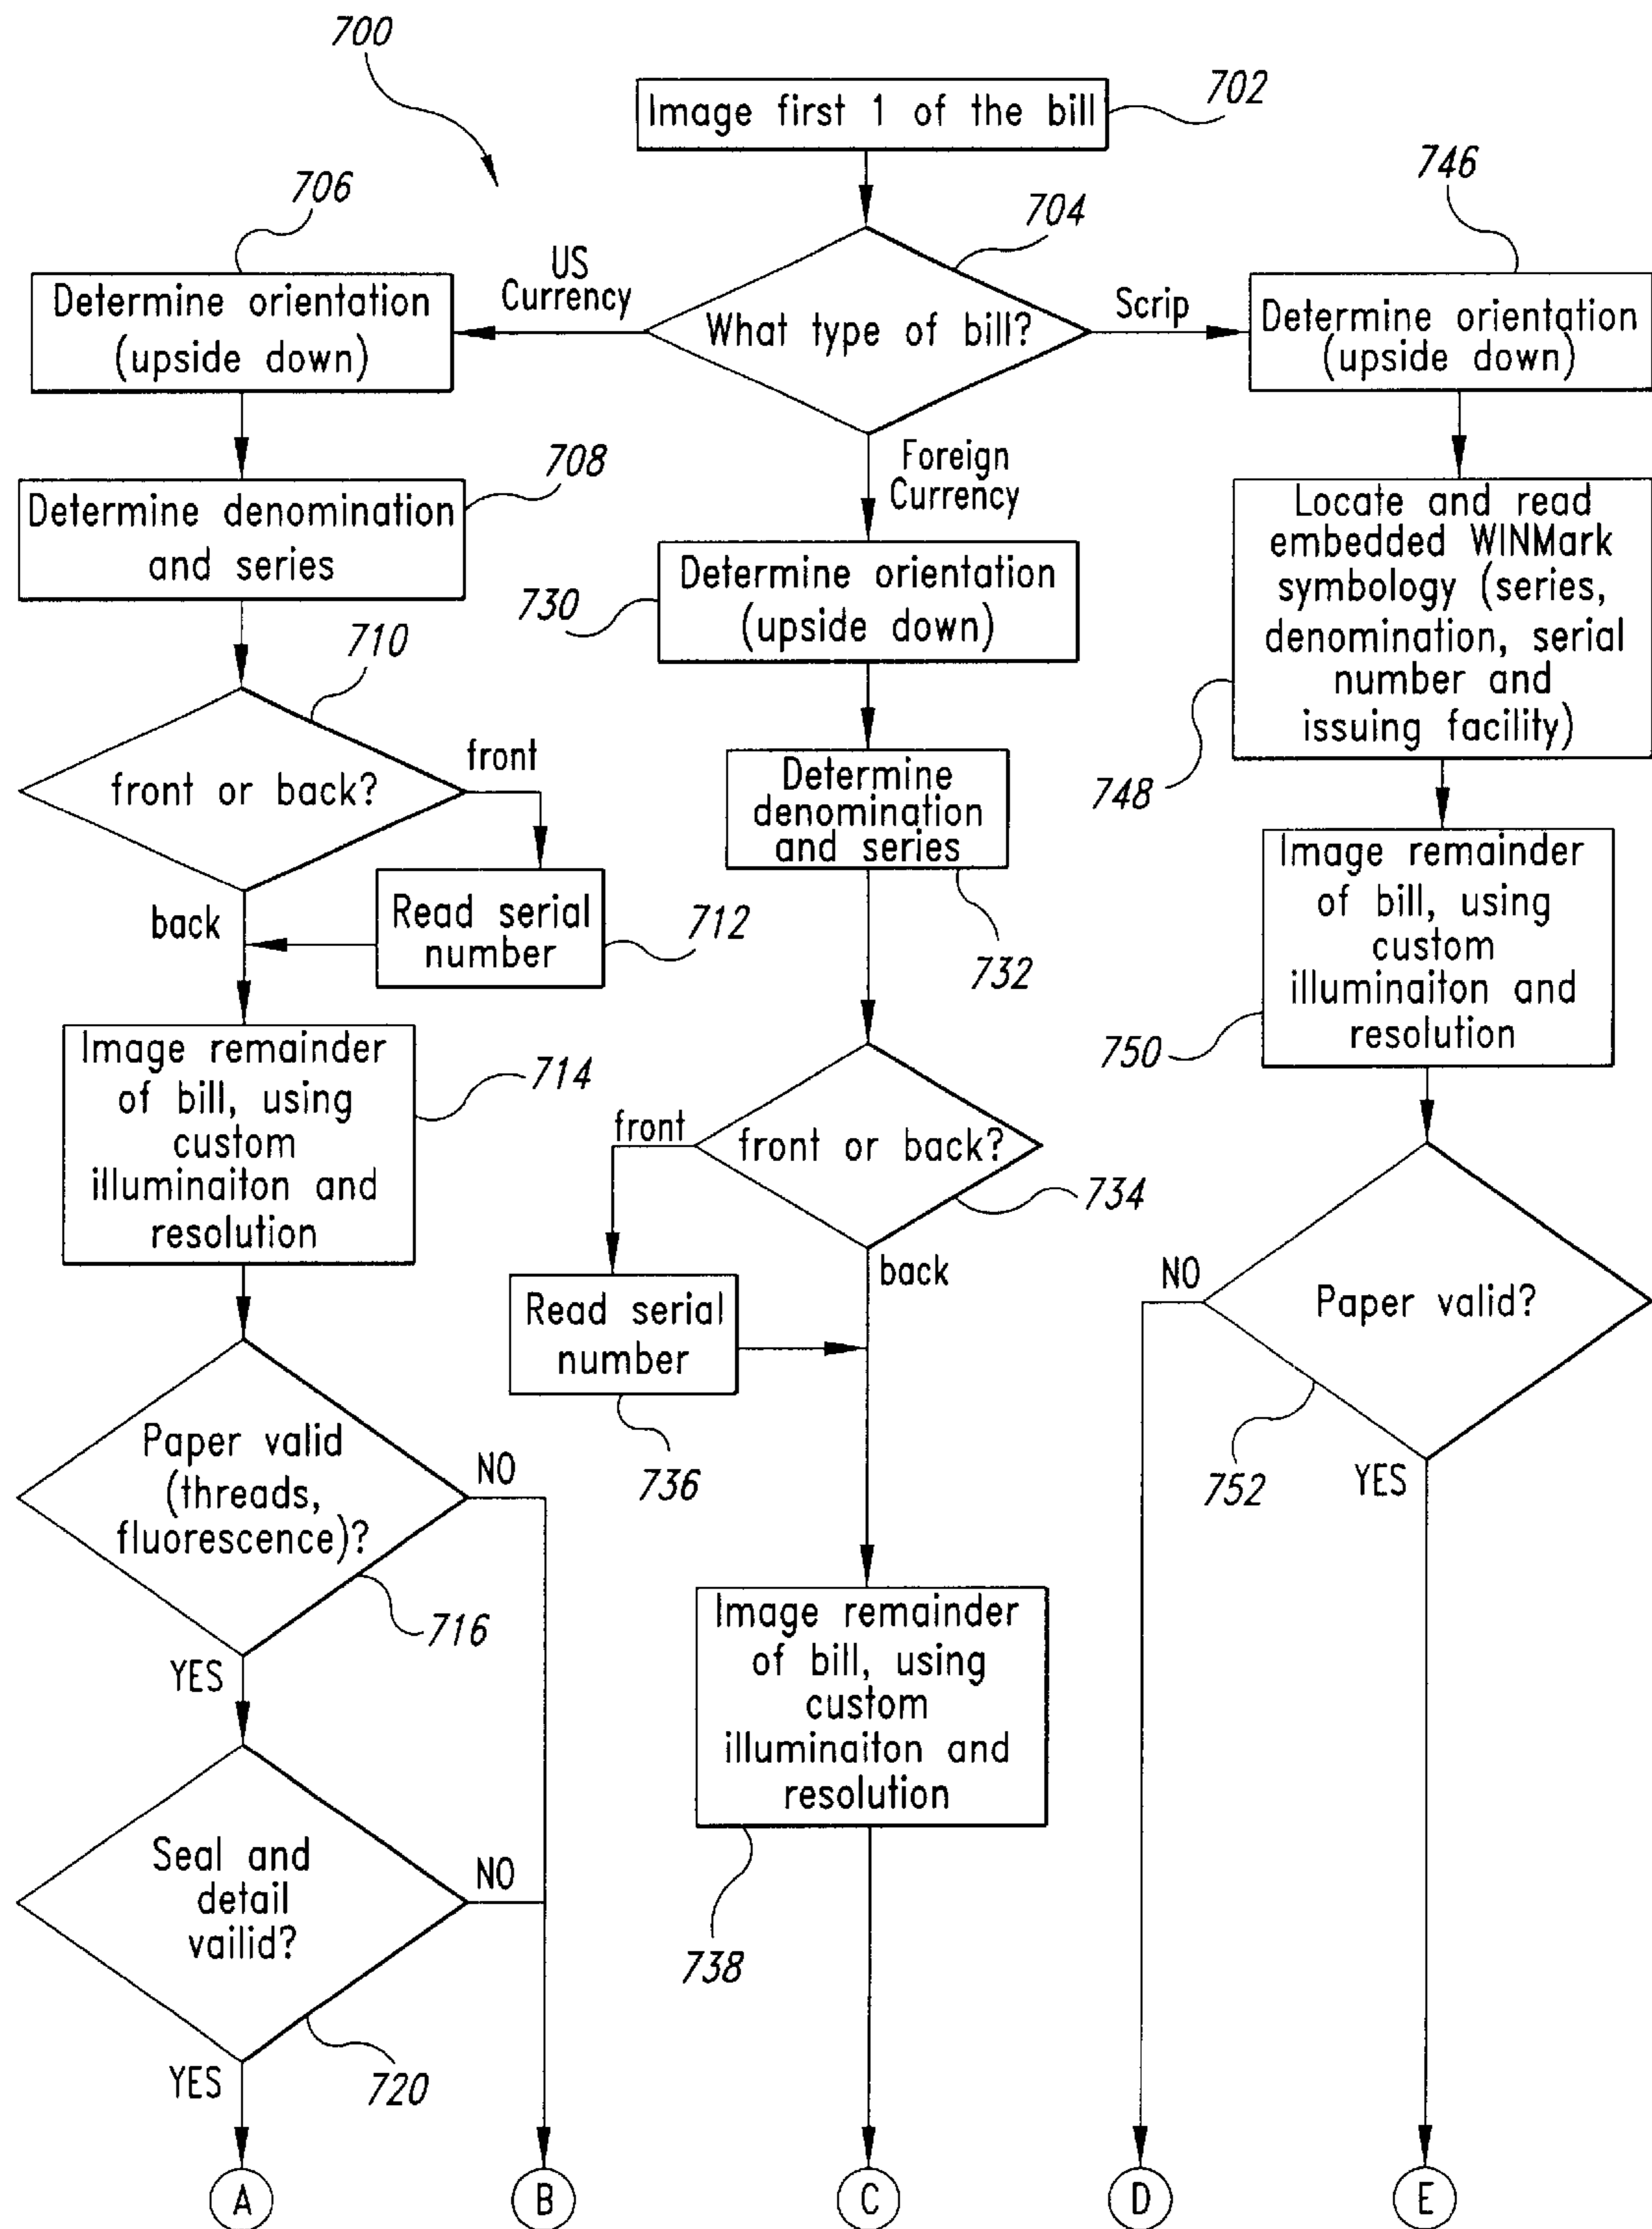 700
Image first 1 of the bill
702
704
What type of bill?
US
Currency
706
Determine orientation
(upside down)
708
Determine denomination
and series
710
front or back?
front
Read serial
number
712
back
Image remainder
of bill, using
custom
illuminaiton and
resolution
714
Paper valid
(threads,
fluorescence)?
716
NO
YES
Seal and
detail
vailid?
720
NO
YES
A
B
Foreign
Currency
Determine orientation
(upside down)
730
Determine
denomination
and series
732
front or back?
734
front
Read serial
number
736
back
Image remainder
of bill, using
custom
illuminaiton and
resolution
738
C
Scrip
746
Determine orientation
(upside down)
Locate and read
embedded WINMark
symbology (series,
denomination, serial
number and
issuing facility)
748
Image remainder
of bill, using
custom
illuminaiton and
resolution
750
Paper valid?
752
NO
YES
D
E